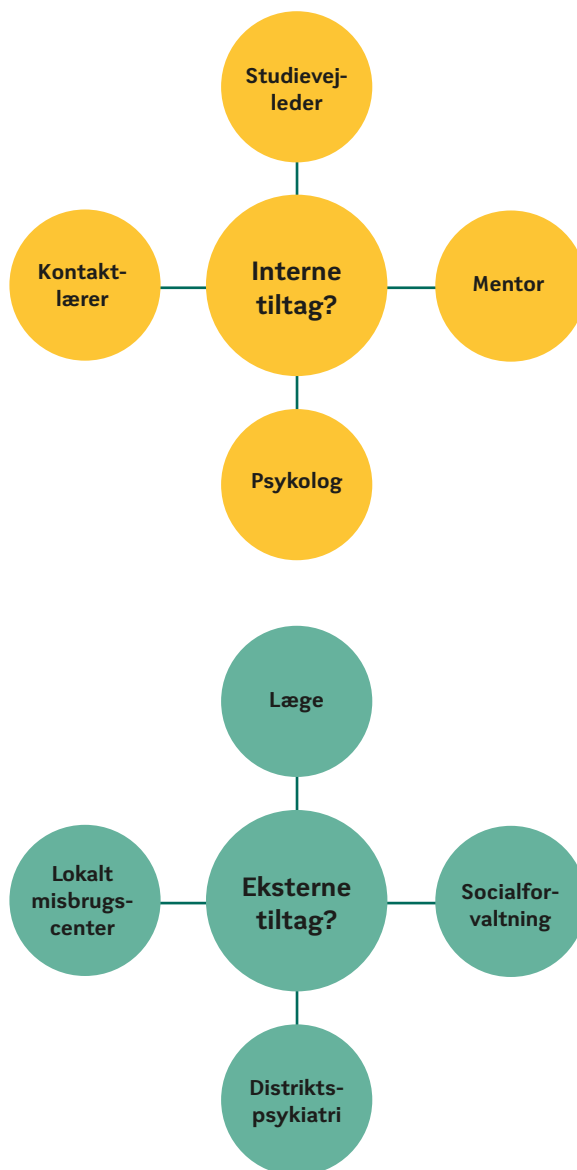 Studievej-
leder
Kontakt-
lærer
Interne
tiltag?
Mentor
Psykolog
Læge
Lokalt
misbrugs-
center
Eksterne
tiltag?
Socialfor-
valtning
Distrikts-
psykiatri